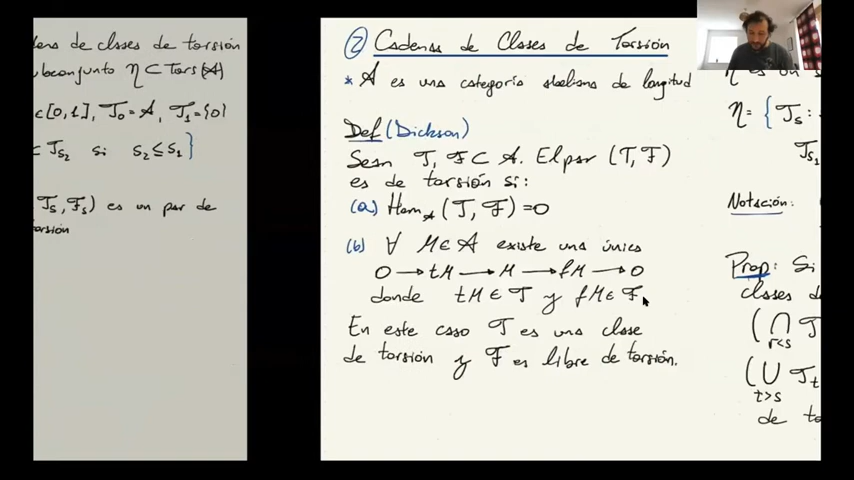 dena de clases de torsión
ubconjunto η⊂Tors(A)
c[0,1], T₀=A, T₁={0}
⊂ T_{S₂} si S₂≤S₁}
T_S, F_S) es un par de
torsión
② Cadenas de Clases de Torsión
* A es una categoría abeliana de longitud
Def (Dickson)
Sean T, F ⊂ A. El par (T, F)
es de torsión si:
(a) Hom_A (T, F)=0
(b) ∀ M∈A existe una única
0 → tM → M → fM → 0
donde tM ∈ T y fM ∈ F
En este caso T es una clase
de torsión y F es libre de torsión.
η es un s
η = { T_S :
T_{S₁}
Notación:
Prop: Si
clases d
(⋂ T
r<s
(⋃ T_t
t>s
de to